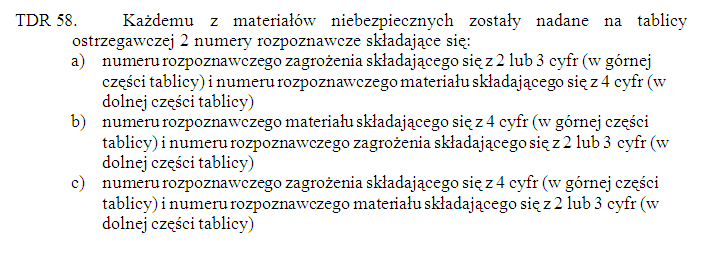 TDR 58. Każdemu z materiałów niebezpiecznych zostały nadane na tablicy
ostrzegawczej 2 numery rozpoznawcze składające się:
a) numeru rozpoznawczego zagrożenia składającego się z 2 lub 3 cyfr (w górnej
części tablicy) i numeru rozpoznawczego materiału składającego się z 4 cyfr (w
dolnej części tablicy)
b) numeru rozpoznawczego materiału składającego się z 4 cyfr (w górnej części
tablicy) i numeru rozpoznawczego zagrożenia składającego się z 2 lub 3 cyfr (w
dolnej części tablicy)
c) numeru rozpoznawczego zagrożenia składającego się z 4 cyfr (w górnej części
tablicy) i numeru rozpoznawczego materiału składającego się z 2 lub 3 cyfr (w
dolnej części tablicy)